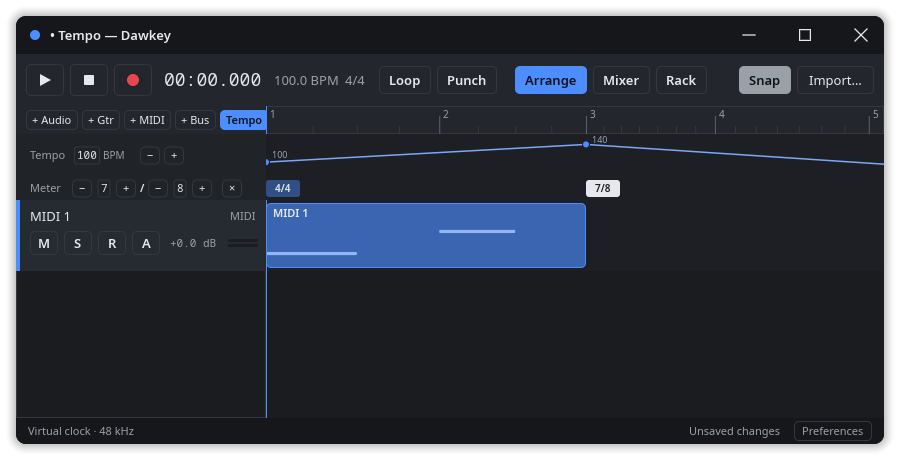 • Tempo — Dawkey
00:00.000 100.0 BPM 4/4 Loop Punch Arrange Mixer Rack Snap Import...
+ Audio + Gtr + MIDI + Bus Tempo 1 2 3 4 5
Tempo 100 BPM − + 100 140
Meter − 7 + / − 8 + × 4/4 7/8
MIDI 1 MIDI MIDI 1
M S R A +0.0 dB
Virtual clock · 48 kHz Unsaved changes Preferences